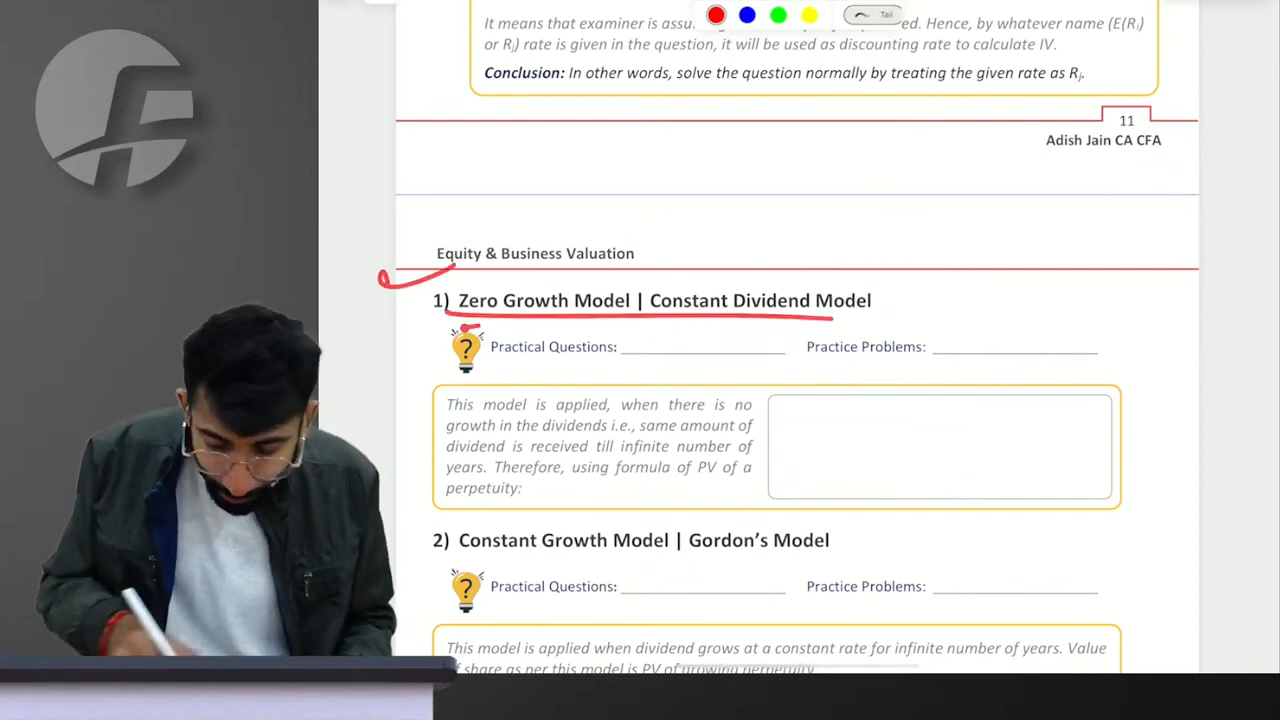 Tail
It means that examiner is assu ed. Hence, by whatever name (E(Ri)
or Rj) rate is given in the question, it will be used as discounting rate to calculate IV.
Conclusion: In other words, solve the question normally by treating the given rate as Rj.
11
Adish Jain CA CFA
Equity & Business Valuation
1) Zero Growth Model | Constant Dividend Model
? Practical Questions: Practice Problems:
This model is applied, when there is no
growth in the dividends i.e., same amount of
dividend is received till infinite number of
years. Therefore, using formula of PV of a
perpetuity:
2) Constant Growth Model | Gordon's Model
? Practical Questions: Practice Problems:
This model is applied when dividend grows at a constant rate for infinite number of years. Value
of share as per this model is PV of growing perpetuity